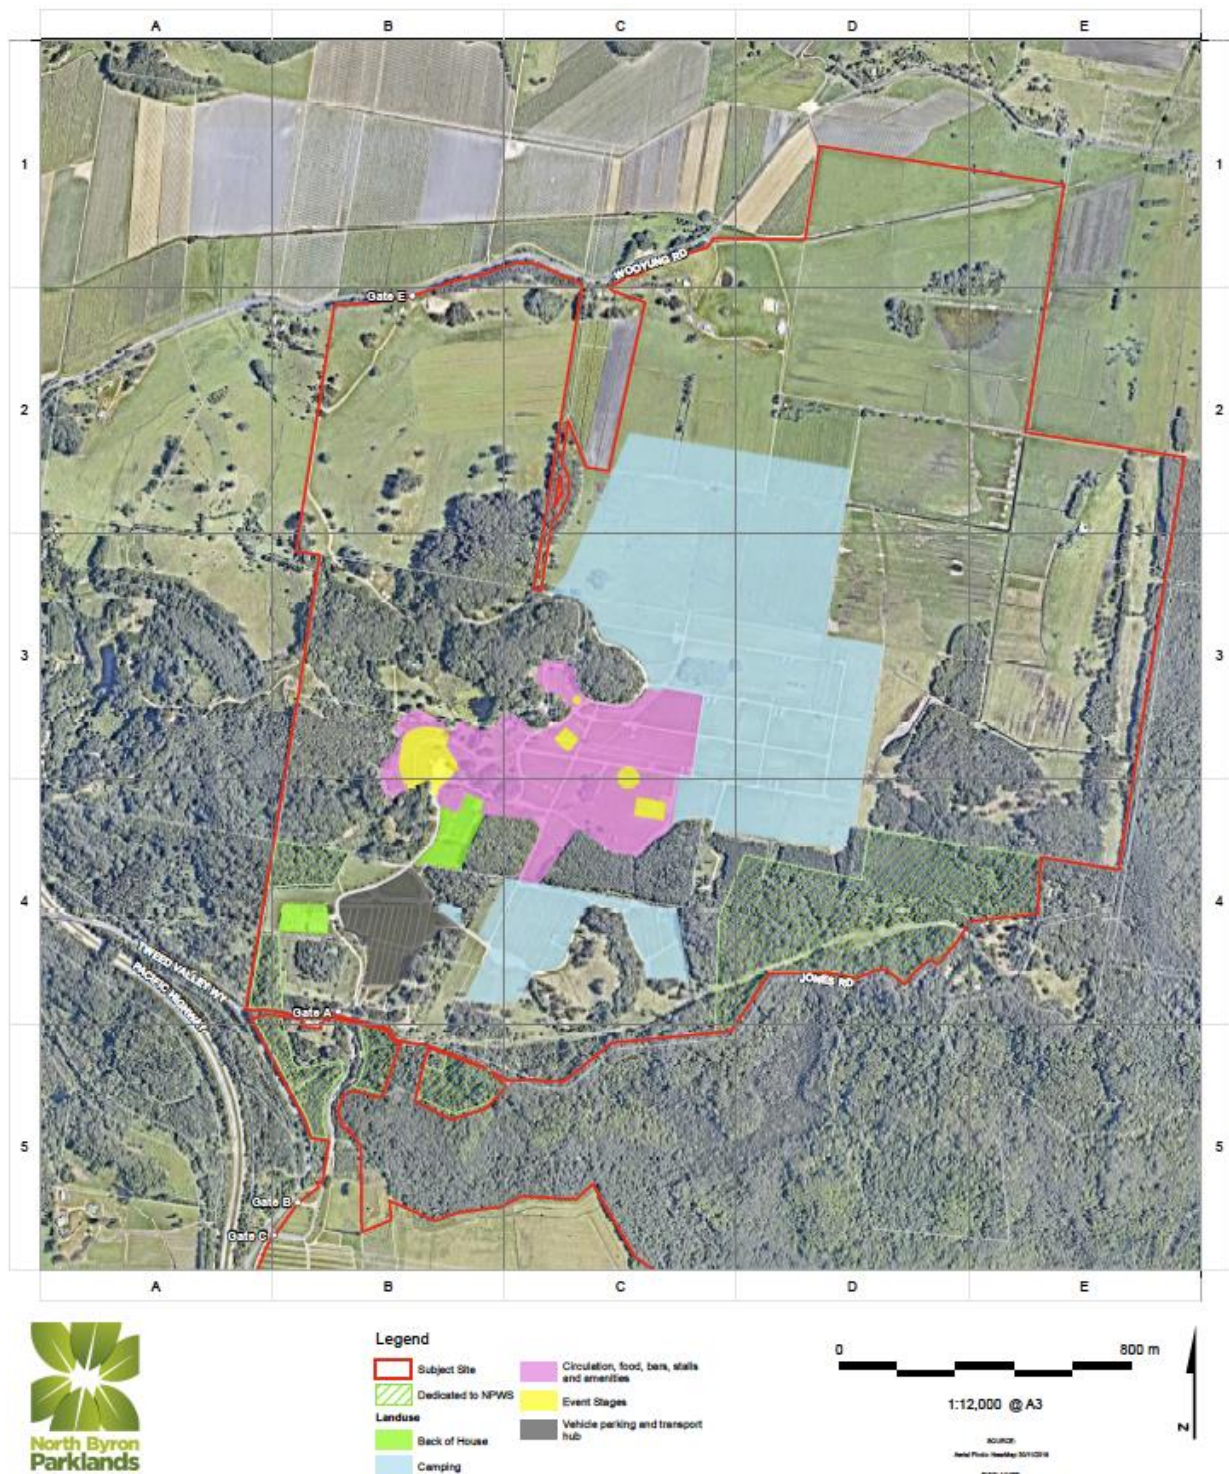 A B C D E
1 1
WOOYUNG RD
Gate E
2 2
3 3
4 4
TWEED VALLEY WY
PACIFIC HIGHWAY
JONES RD
Gate A
5 5
Gate B
Gate C
A B C D E
North Byron
Parklands
Legend
Subject Site
Dedicated to NPWS
Landuse
Back of House
Camping
Circulation, food, bars, stalls
and amenities
Event Stages
Vehicle parking and transport
hub
0 800 m
1:12,000 @ A3
SOURCE:
Z